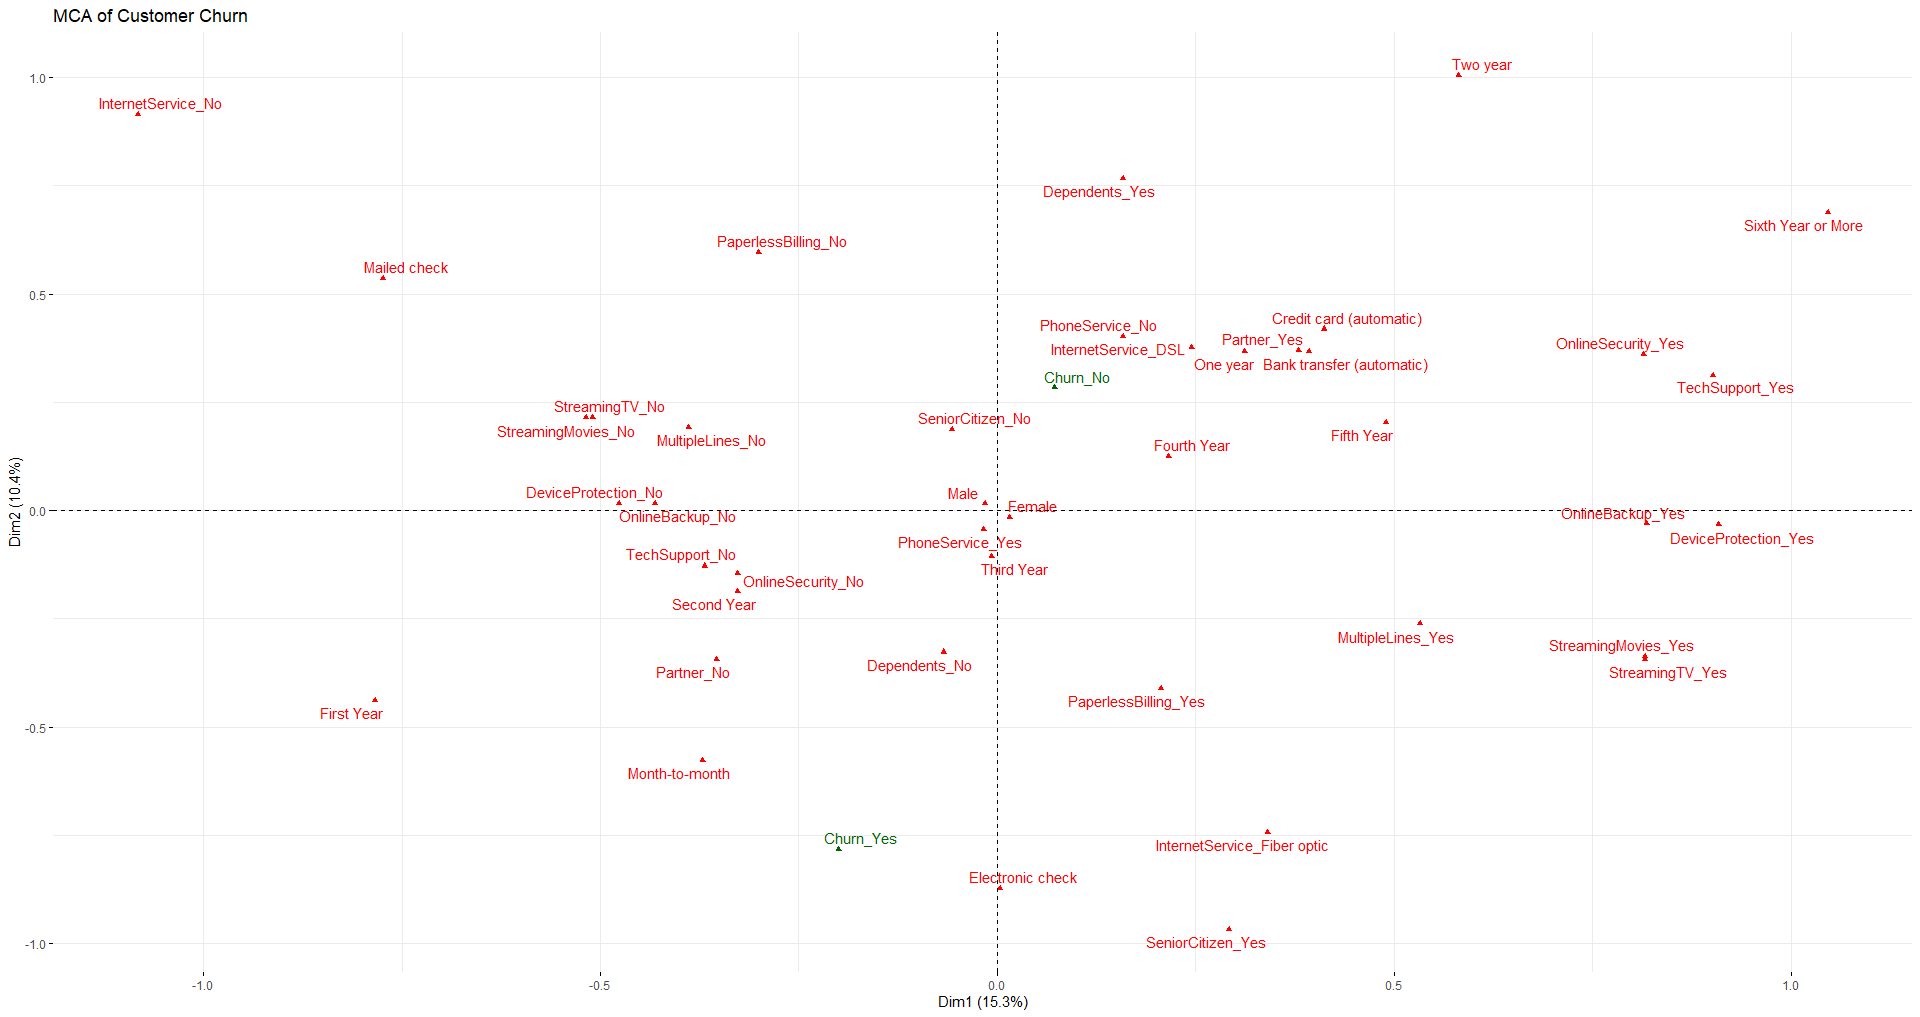 MCA of Customer Churn
Two year
1.0
InternetService_No
Dependents_Yes
Sixth Year or More
PaperlessBilling_No
Mailed check
0.5
Credit card (automatic)
PhoneService_No
Partner_Yes
OnlineSecurity_Yes
InternetService_DSL
One year
Bank transfer (automatic)
Churn_No
TechSupport_Yes
StreamingTV_No
SeniorCitizen_No
StreamingMovies_No
MultipleLines_No
Fifth Year
Fourth Year
DeviceProtection_No
Male
Female
0.0
OnlineBackup_No
OnlineBackup_Yes
DeviceProtection_Yes
PhoneService_Yes
TechSupport_No
Third Year
OnlineSecurity_No
Second Year
MultipleLines_Yes
StreamingMovies_Yes
Partner_No
Dependents_No
StreamingTV_Yes
PaperlessBilling_Yes
First Year
-0.5
Month-to-month
Churn_Yes
InternetService_Fiber optic
Electronic check
SeniorCitizen_Yes
-1.0
Dim2 (10.4%)
-1.0
-0.5
0.0
0.5
1.0
Dim1 (15.3%)